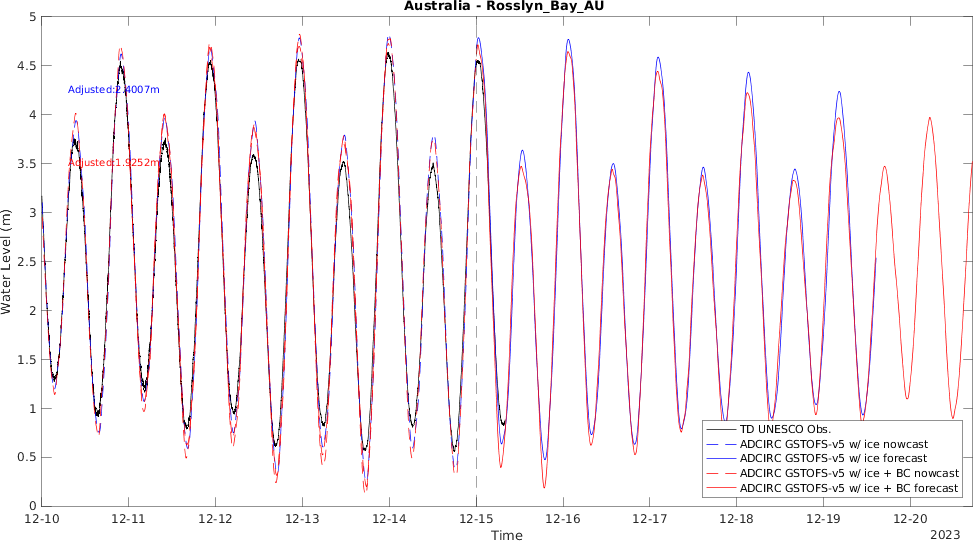 Australia - Rosslyn_Bay_AU
5
4.5
4
3.5
3
2.5
2
1.5
1
0.5
0
Water Level (m)
Adjusted:2.4007m
Adjusted:1.9252m
TD UNESCO Obs.
ADCIRC GSTOFS-v5 w/ ice nowcast
ADCIRC GSTOFS-v5 w/ ice forecast
ADCIRC GSTOFS-v5 w/ ice + BC nowcast
ADCIRC GSTOFS-v5 w/ ice + BC forecast
12-10 12-11 12-12 12-13 12-14 12-15 12-16 12-17 12-18 12-19 12-20
Time
2023